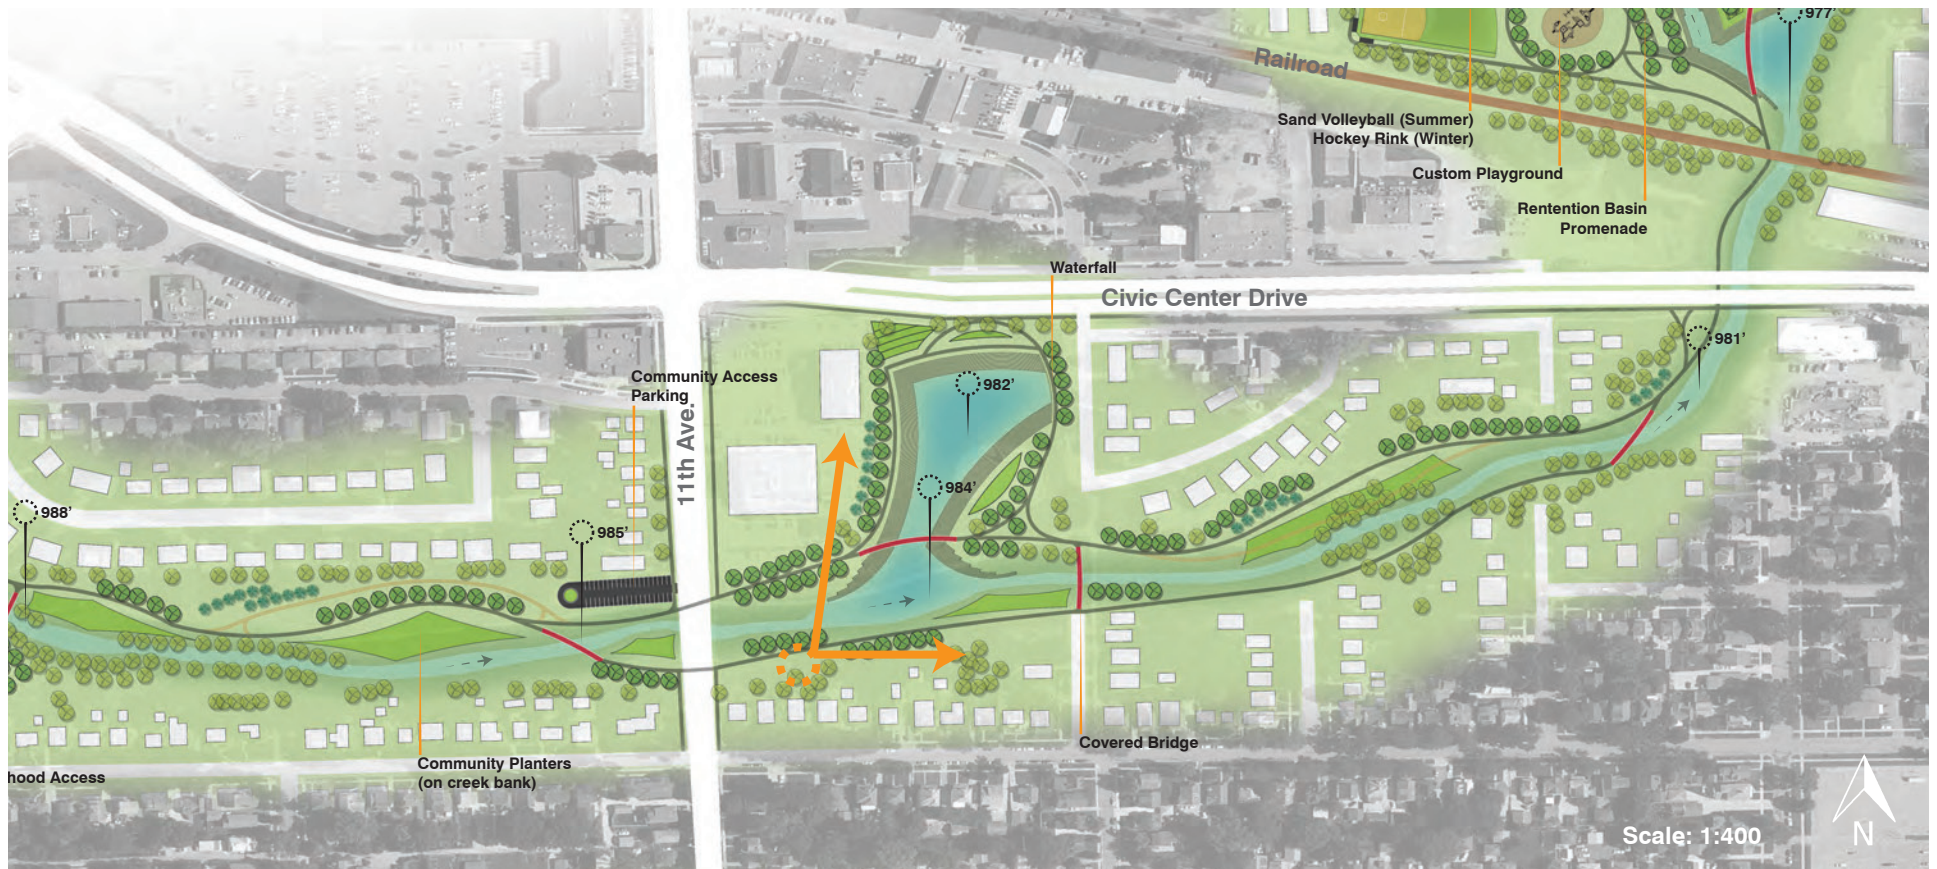 977'
Railroad
Sand Volleyball (Summer)
Hockey Rink (Winter)
Custom Playground
Rentention Basin
Promenade
Waterfall
Civic Center Drive
981'
Community Access
Parking
982'
11th Ave.
984'
988'
985'
Covered Bridge
Community Planters
(on creek bank)
hood Access
Scale: 1:400
N